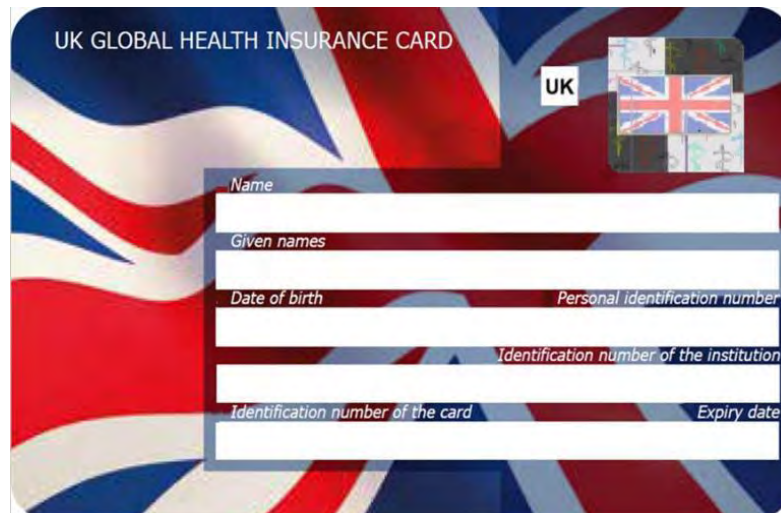 UK GLOBAL HEALTH INSURANCE CARD
UK
Name
Given names
Date of birth Personal identification number
Identification number of the institution
Identification number of the card Expiry date